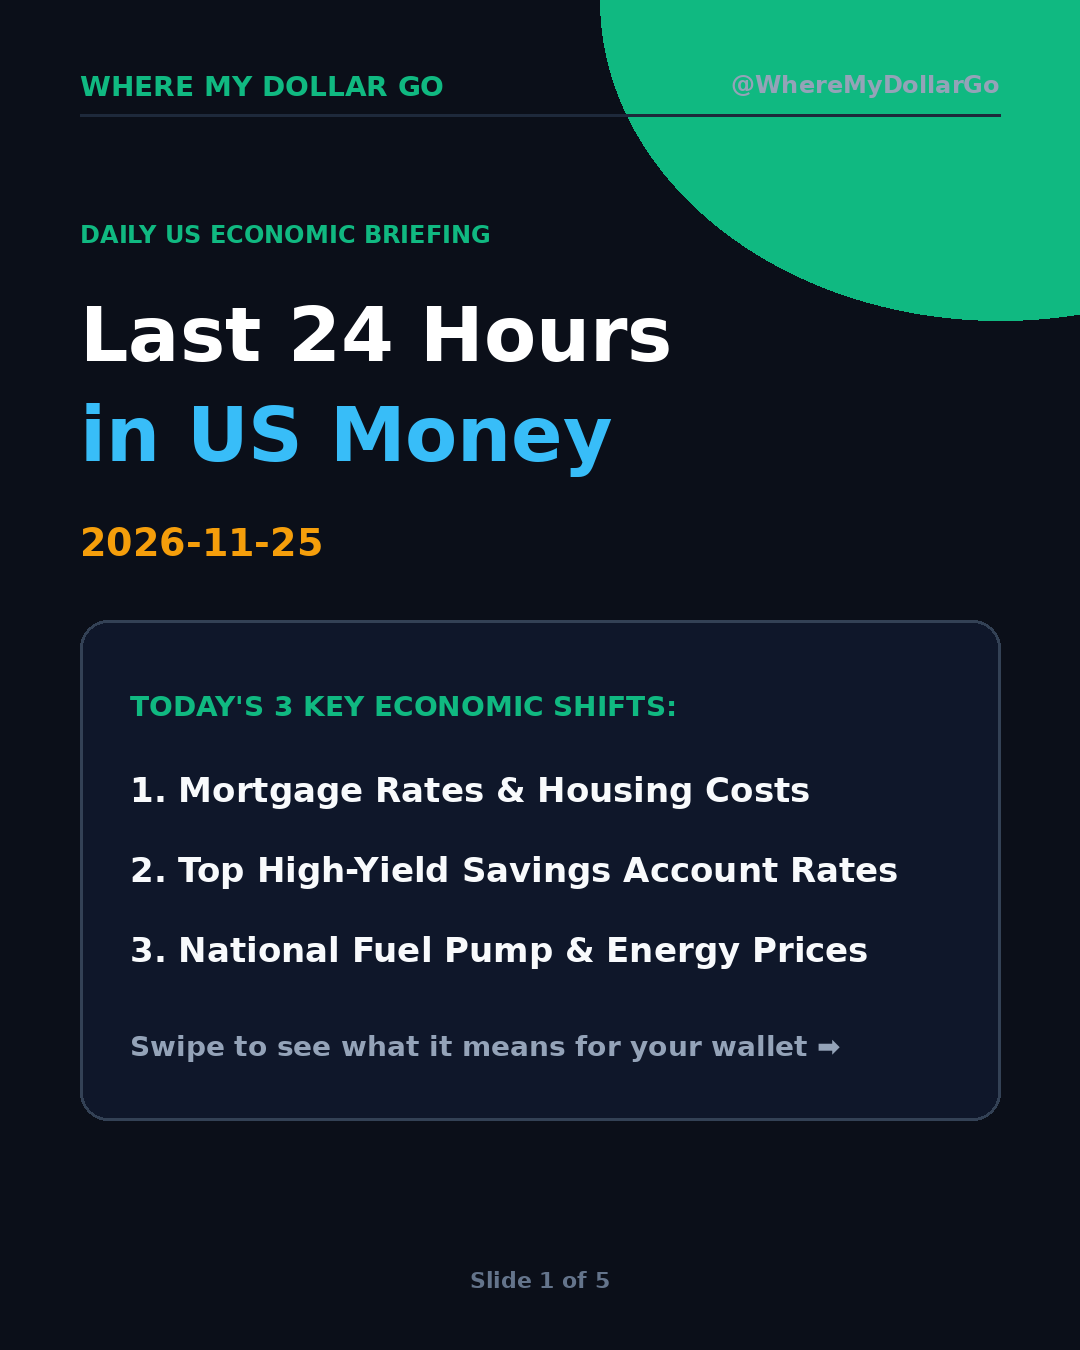 WHERE MY DOLLAR GO
@WhereMyDollarGo
DAILY US ECONOMIC BRIEFING
Last 24 Hours
in US Money
2026-11-25
TODAY'S 3 KEY ECONOMIC SHIFTS:
1. Mortgage Rates & Housing Costs
2. Top High-Yield Savings Account Rates
3. National Fuel Pump & Energy Prices
Swipe to see what it means for your wallet ➡
Slide 1 of 5